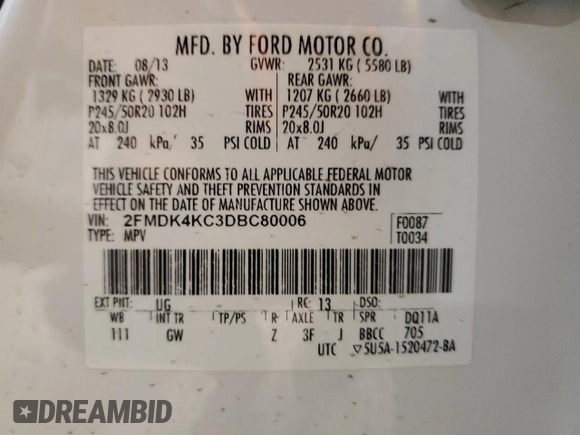 MFD. BY FORD MOTOR CO.
DATE: 08/13 GVWR: 2531 KG ( 5580 LB)
FRONT GAWR: REAR GAWR:
1329 KG ( 2930 LB) WITH 1207 KG ( 2660 LB) WITH
P245/50R20 102H TIRES P245/50R20 102H TIRES
20x8.0J RIMS 20x8.0J RIMS
AT 240 kPa/ 35 PSI COLD AT 240 kPa/ 35 PSI COLD
THIS VEHICLE CONFORMS TO ALL APPLICABLE FEDERAL MOTOR
VEHICLE SAFETY AND THEFT PREVENTION STANDARDS IN
EFFECT ON THE DATE OF MANUFACTURE SHOWN ABOVE.
VIN: 2FMDK4KC3DBC80006 F0087
TYPE: MPV T0034
EXT PNT: UG RC: 13 DSO:
WB INT TR TP/PS R AXLE TR SPR DQ11A
111 GW Z 3F J BBCC 705
UTC ▽5U5A-1520472-BA
DREAMBID